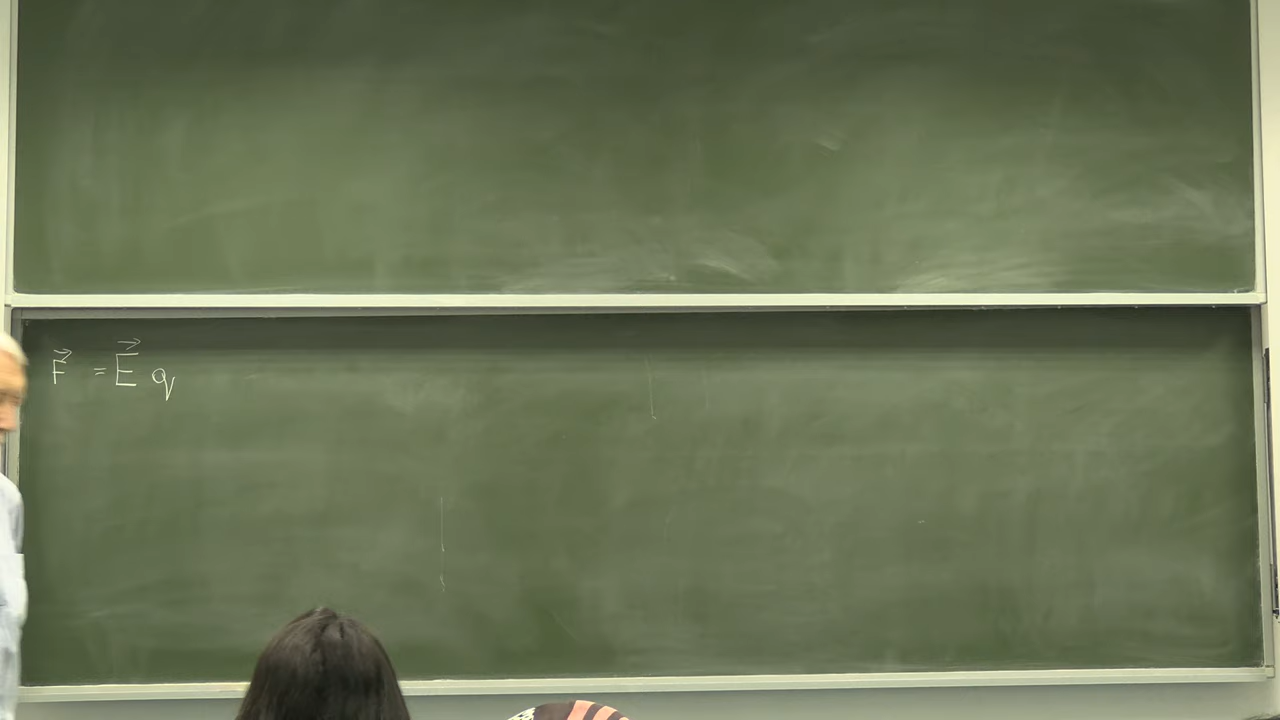 F⃗ = E⃗ q